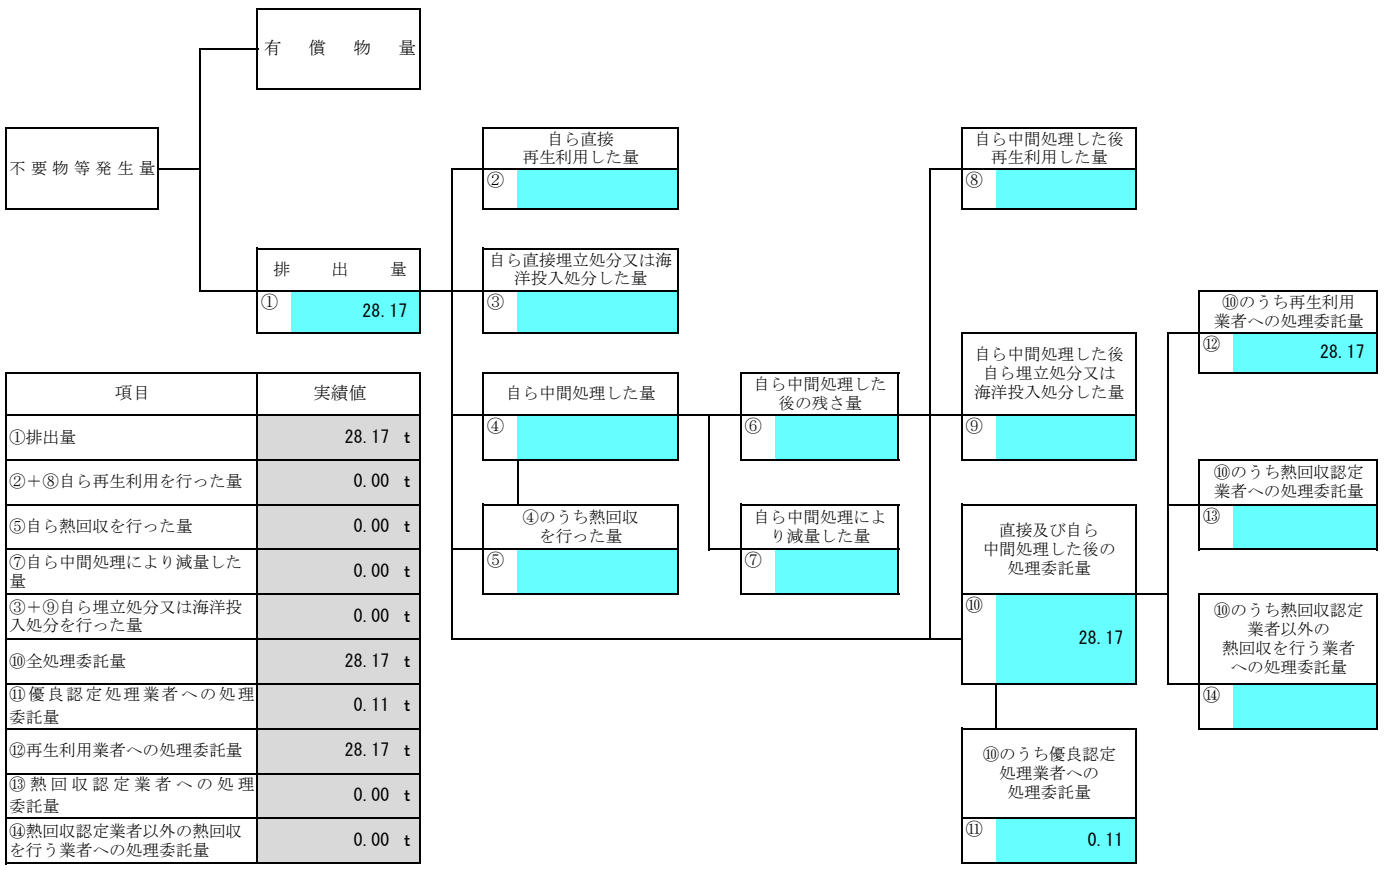 有償物量
不要物等発生量
自ら直接
再生利用した量
②
自ら中間処理した後
再生利用した量
⑧
排出量
① 28.17
自ら直接埋立処分又は海
洋投入処分した量
③
⑩のうち再生利用
業者への処理委託量
⑫ 28.17
自ら中間処理した量
④
自ら中間処理した
後の残さ量
⑥
自ら中間処理した後
自ら埋立処分又は
海洋投入処分した量
⑨
⑩のうち熱回収認定
業者への処理委託量
⑬
④のうち熱回収
を行った量
⑤
自ら中間処理によ
り減量した量
⑦
直接及び自ら
中間処理した後の
処理委託量
⑩ 28.17
⑩のうち熱回収認定
業者以外の
熱回収を行う業者
への処理委託量
⑭
⑩のうち優良認定
処理業者への
処理委託量
⑪ 0.11
項目 実績値
①排出量 28.17 t
②＋⑧自ら再生利用を行った量 0.00 t
⑤自ら熱回収を行った量 0.00 t
⑦自ら中間処理により減量した
量 0.00 t
③＋⑨自ら埋立処分又は海洋投
入処分を行った量 0.00 t
⑩全処理委託量 28.17 t
⑪優良認定処理業者への処理
委託量 0.11 t
⑫再生利用業者への処理委託量 28.17 t
⑬熱回収認定業者への処理
委託量 0.00 t
⑭熱回収認定業者以外の熱回収
を行う業者への処理委託量 0.00 t